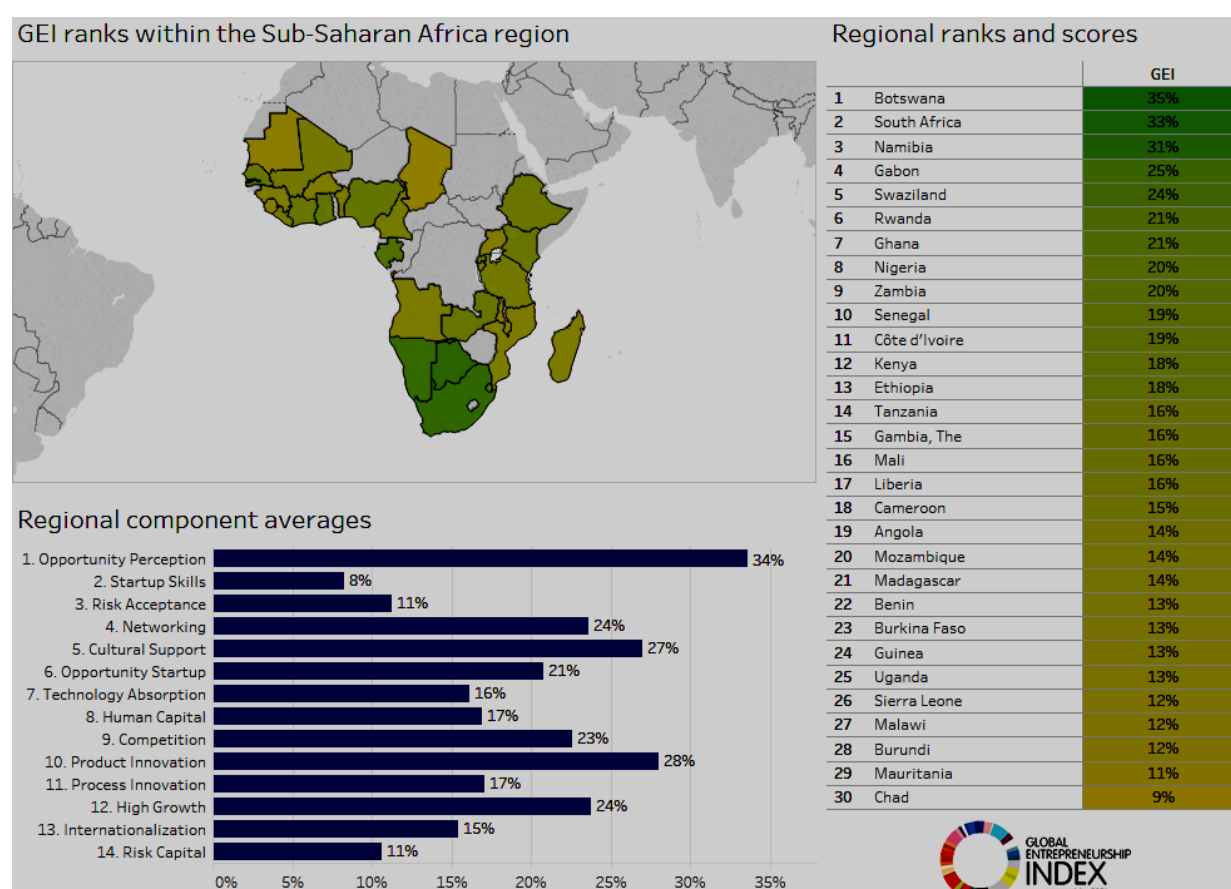 GEI ranks within the Sub-Saharan Africa region
Regional component averages
1. Opportunity Perception 34%
2. Startup Skills 8%
3. Risk Acceptance 11%
4. Networking 24%
5. Cultural Support 27%
6. Opportunity Startup 21%
7. Technology Absorption 16%
8. Human Capital 17%
9. Competition 23%
10. Product Innovation 28%
11. Process Innovation 17%
12. High Growth 24%
13. Internationalization 15%
14. Risk Capital 11%
0% 5% 10% 15% 20% 25% 30% 35%
Regional ranks and scores
GEI
1 Botswana 35%
2 South Africa 33%
3 Namibia 31%
4 Gabon 25%
5 Swaziland 24%
6 Rwanda 21%
7 Ghana 21%
8 Nigeria 20%
9 Zambia 20%
10 Senegal 19%
11 Côte d'Ivoire 19%
12 Kenya 18%
13 Ethiopia 18%
14 Tanzania 16%
15 Gambia, The 16%
16 Mali 16%
17 Liberia 16%
18 Cameroon 15%
19 Angola 14%
20 Mozambique 14%
21 Madagascar 14%
22 Benin 13%
23 Burkina Faso 13%
24 Guinea 13%
25 Uganda 13%
26 Sierra Leone 12%
27 Malawi 12%
28 Burundi 12%
29 Mauritania 11%
30 Chad 9%
GLOBAL
ENTREPRENEURSHIP
INDEX